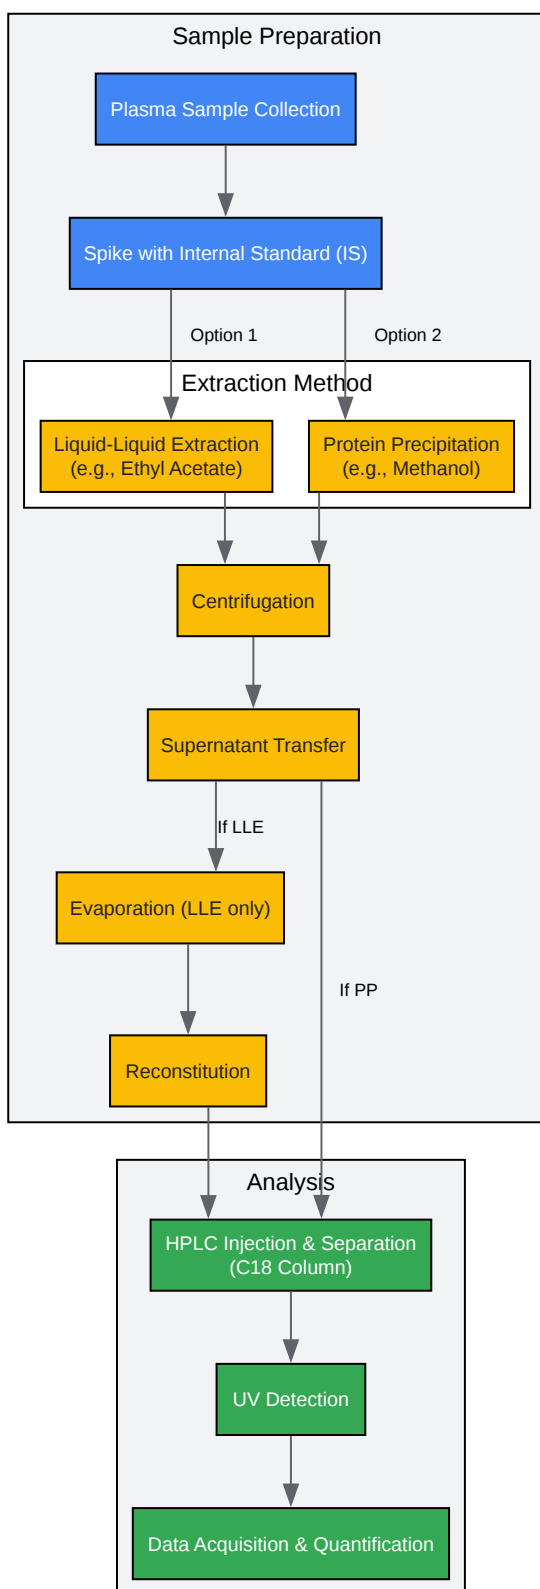 Sample Preparation
Plasma Sample Collection
Spike with Internal Standard (IS)
Option 1
Option 2
Extraction Method
Liquid-Liquid Extraction
(e.g., Ethyl Acetate)
Protein Precipitation
(e.g., Methanol)
Centrifugation
Supernatant Transfer
If LLE
Evaporation (LLE only)
If PP
Reconstitution
Analysis
HPLC Injection & Separation
(C18 Column)
UV Detection
Data Acquisition & Quantification